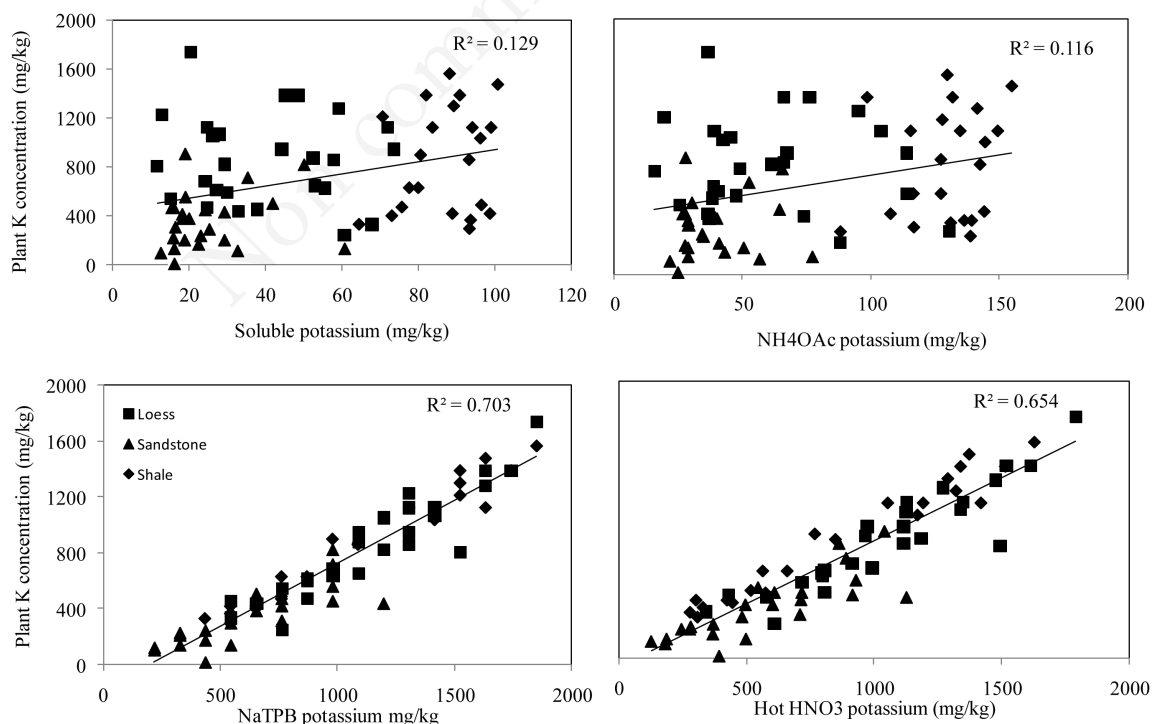 Non comm
R² = 0.129
Plant K concentration (mg/kg)
2000
1600
1200
800
400
0
0 20 40 60 80 100 120
Soluble potassium (mg/kg)
R² = 0.116
0 50 100 150 200
NH4OAc potassium (mg/kg)
R² = 0.703
Plant K concentration (mg/kg)
2000
1600
1200
800
400
0
Loess
Sandstone
Shale
0 500 1000 1500 2000
NaTPB potassium mg/kg
R² = 0.654
0 500 1000 1500 2000
Hot HNO3 potassium (mg/kg)